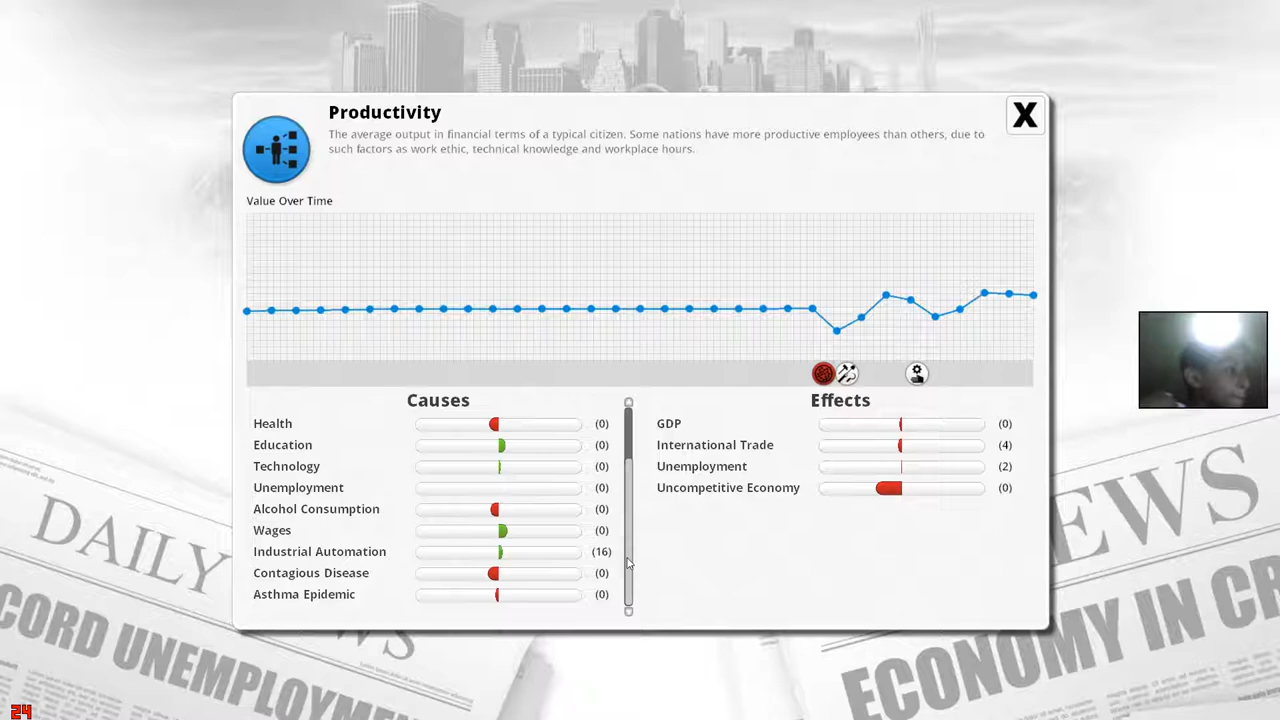 Productivity
X
The average output in financial terms of a typical citizen. Some nations have more productive employees than others, due to
such factors as work ethic, technical knowledge and workplace hours.
Value Over Time
Causes
Health (0)
Education (0)
Technology (0)
Unemployment (0)
Alcohol Consumption (0)
Wages (0)
Industrial Automation (16)
Contagious Disease (0)
Asthma Epidemic (0)
Effects
GDP (0)
International Trade (4)
Unemployment (2)
Uncompetitive Economy (0)
DAILY
NEWS
CORD UNEMPLOYM
EWS
ECONOMY IN CR
24